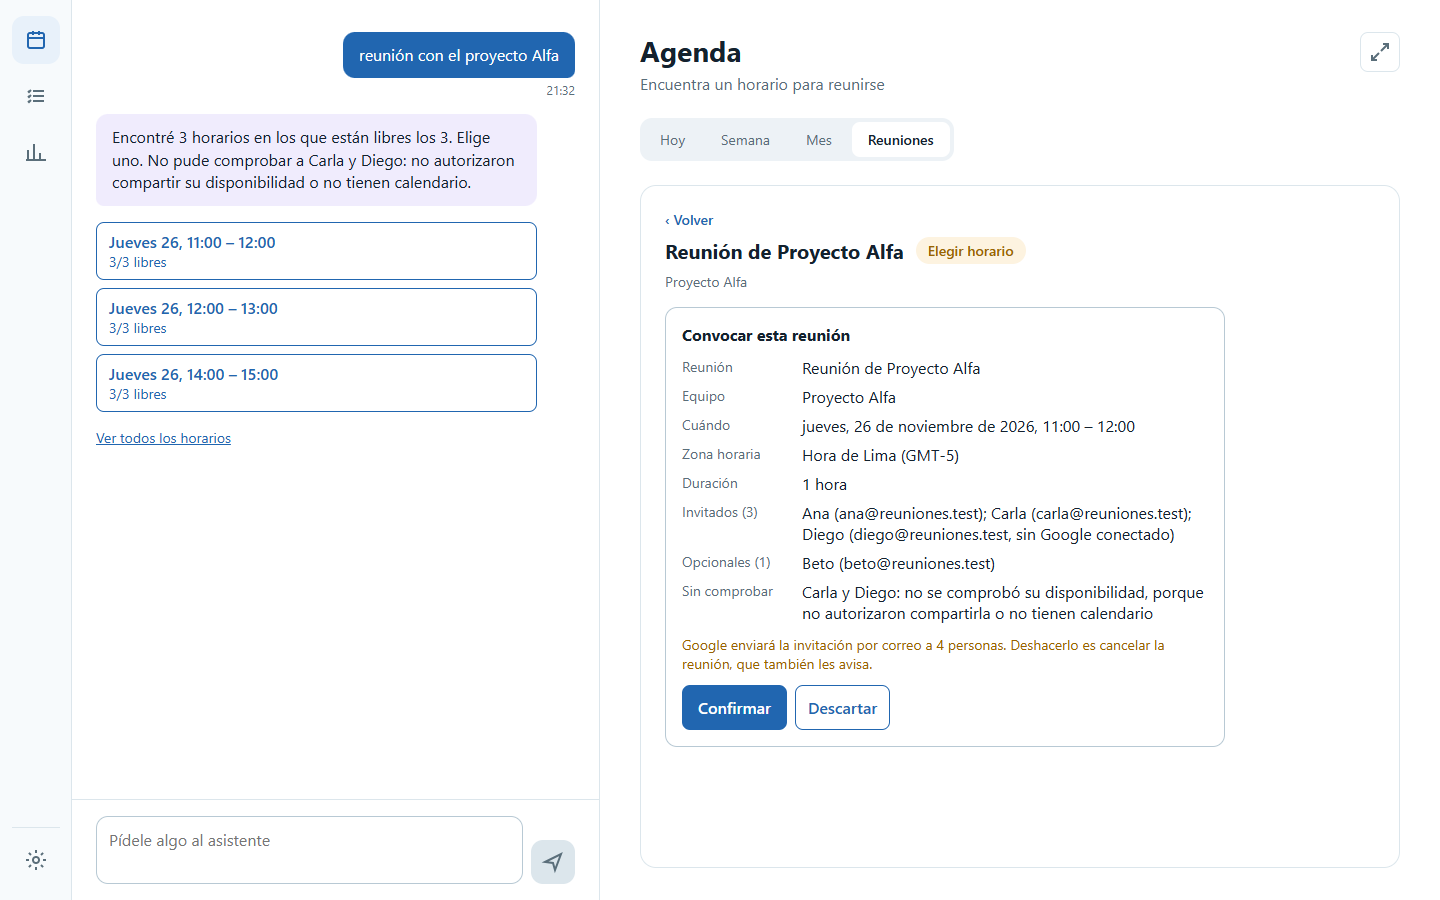 reunión con el proyecto Alfa
21:32
Encontré 3 horarios en los que están libres los 3. Elige
uno. No pude comprobar a Carla y Diego: no autorizaron
compartir su disponibilidad o no tienen calendario.
Jueves 26, 11:00 – 12:00
3/3 libres
Jueves 26, 12:00 – 13:00
3/3 libres
Jueves 26, 14:00 – 15:00
3/3 libres
Ver todos los horarios
Pídele algo al asistente
Agenda
Encuentra un horario para reunirse
Hoy Semana Mes Reuniones
‹ Volver
Reunión de Proyecto Alfa Elegir horario
Proyecto Alfa
Convocar esta reunión
Reunión Reunión de Proyecto Alfa
Equipo Proyecto Alfa
Cuándo jueves, 26 de noviembre de 2026, 11:00 – 12:00
Zona horaria Hora de Lima (GMT-5)
Duración 1 hora
Invitados (3) Ana (ana@reuniones.test); Carla (carla@reuniones.test);
Diego (diego@reuniones.test, sin Google conectado)
Opcionales (1) Beto (beto@reuniones.test)
Sin comprobar Carla y Diego: no se comprobó su disponibilidad, porque
no autorizaron compartirla o no tienen calendario
Google enviará la invitación por correo a 4 personas. Deshacerlo es cancelar la
reunión, que también les avisa.
Confirmar Descartar